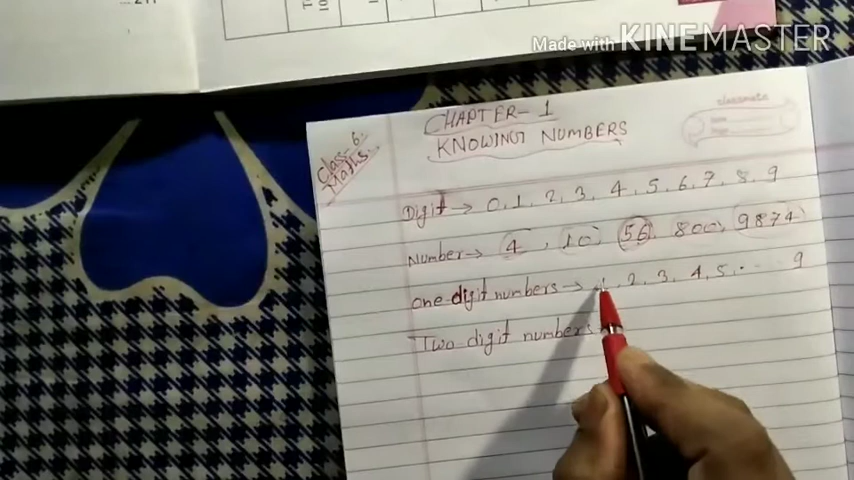 Made with KINEMASTER
classmate
Class-6.
Maths.
CHAPTER-1
KNOWING NUMBERS
Digit → 0, 1, 2, 3, 4, 5, 6, 7, 8, 9
Number → 4, 10, 56, 800, 9874
One digit numbers → 1, 2, 3, 4, 5, ... 9
Two digit numbers